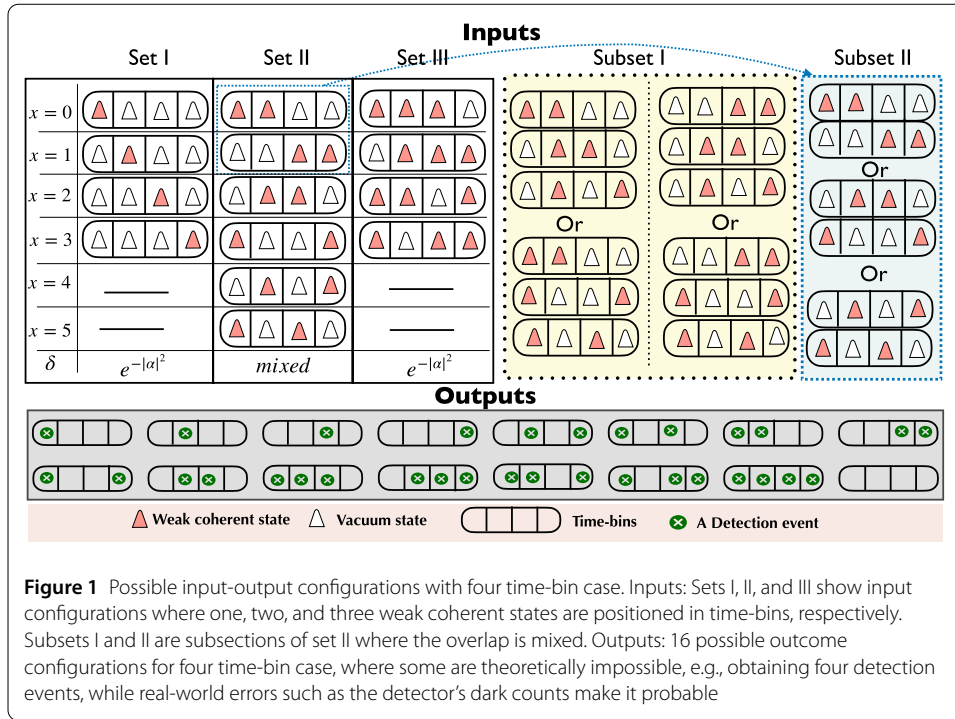 Inputs
Set I Set II Set III Subset I Subset II
x = 0
x = 1
x = 2
x = 3
x = 4
x = 5
Or
Or Or
Or
δ e^{-|α|^2} mixed e^{-|α|^2}
Outputs
Weak coherent state Vacuum state Time-bins A Detection event
Figure 1 Possible input-output configurations with four time-bin case. Inputs: Sets I, II, and III show input
configurations where one, two, and three weak coherent states are positioned in time-bins, respectively.
Subsets I and II are subsections of set II where the overlap is mixed. Outputs: 16 possible outcome
configurations for four time-bin case, where some are theoretically impossible, e.g., obtaining four detection
events, while real-world errors such as the detector's dark counts make it probable